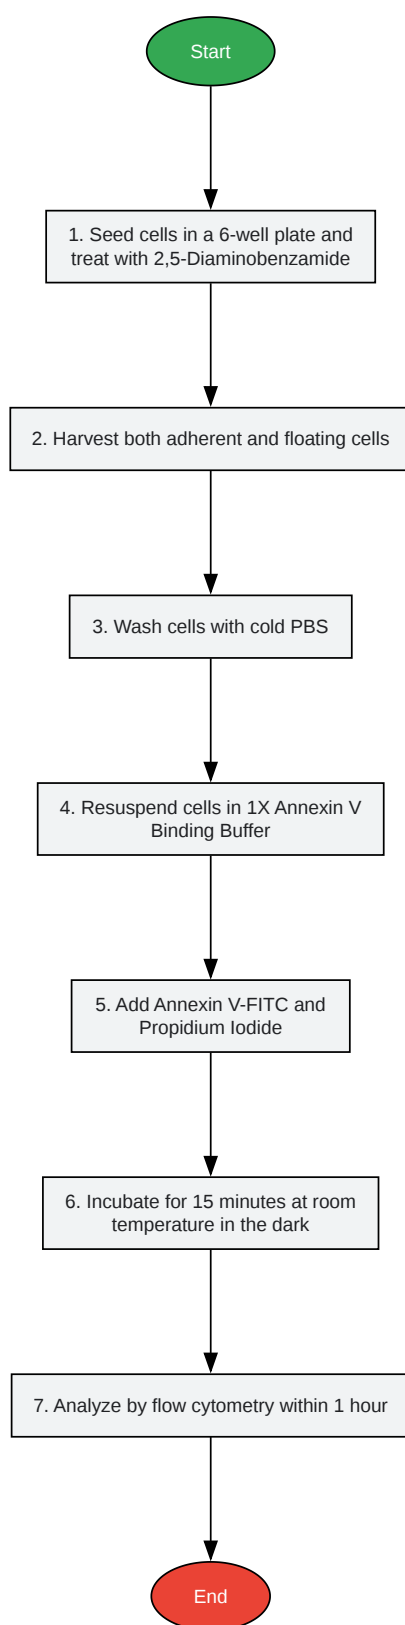 Start
1. Seed cells in a 6-well plate and
treat with 2,5-Diaminobenzamide
2. Harvest both adherent and floating cells
3. Wash cells with cold PBS
4. Resuspend cells in 1X Annexin V
Binding Buffer
5. Add Annexin V-FITC and
Propidium Iodide
6. Incubate for 15 minutes at room
temperature in the dark
7. Analyze by flow cytometry within 1 hour
End